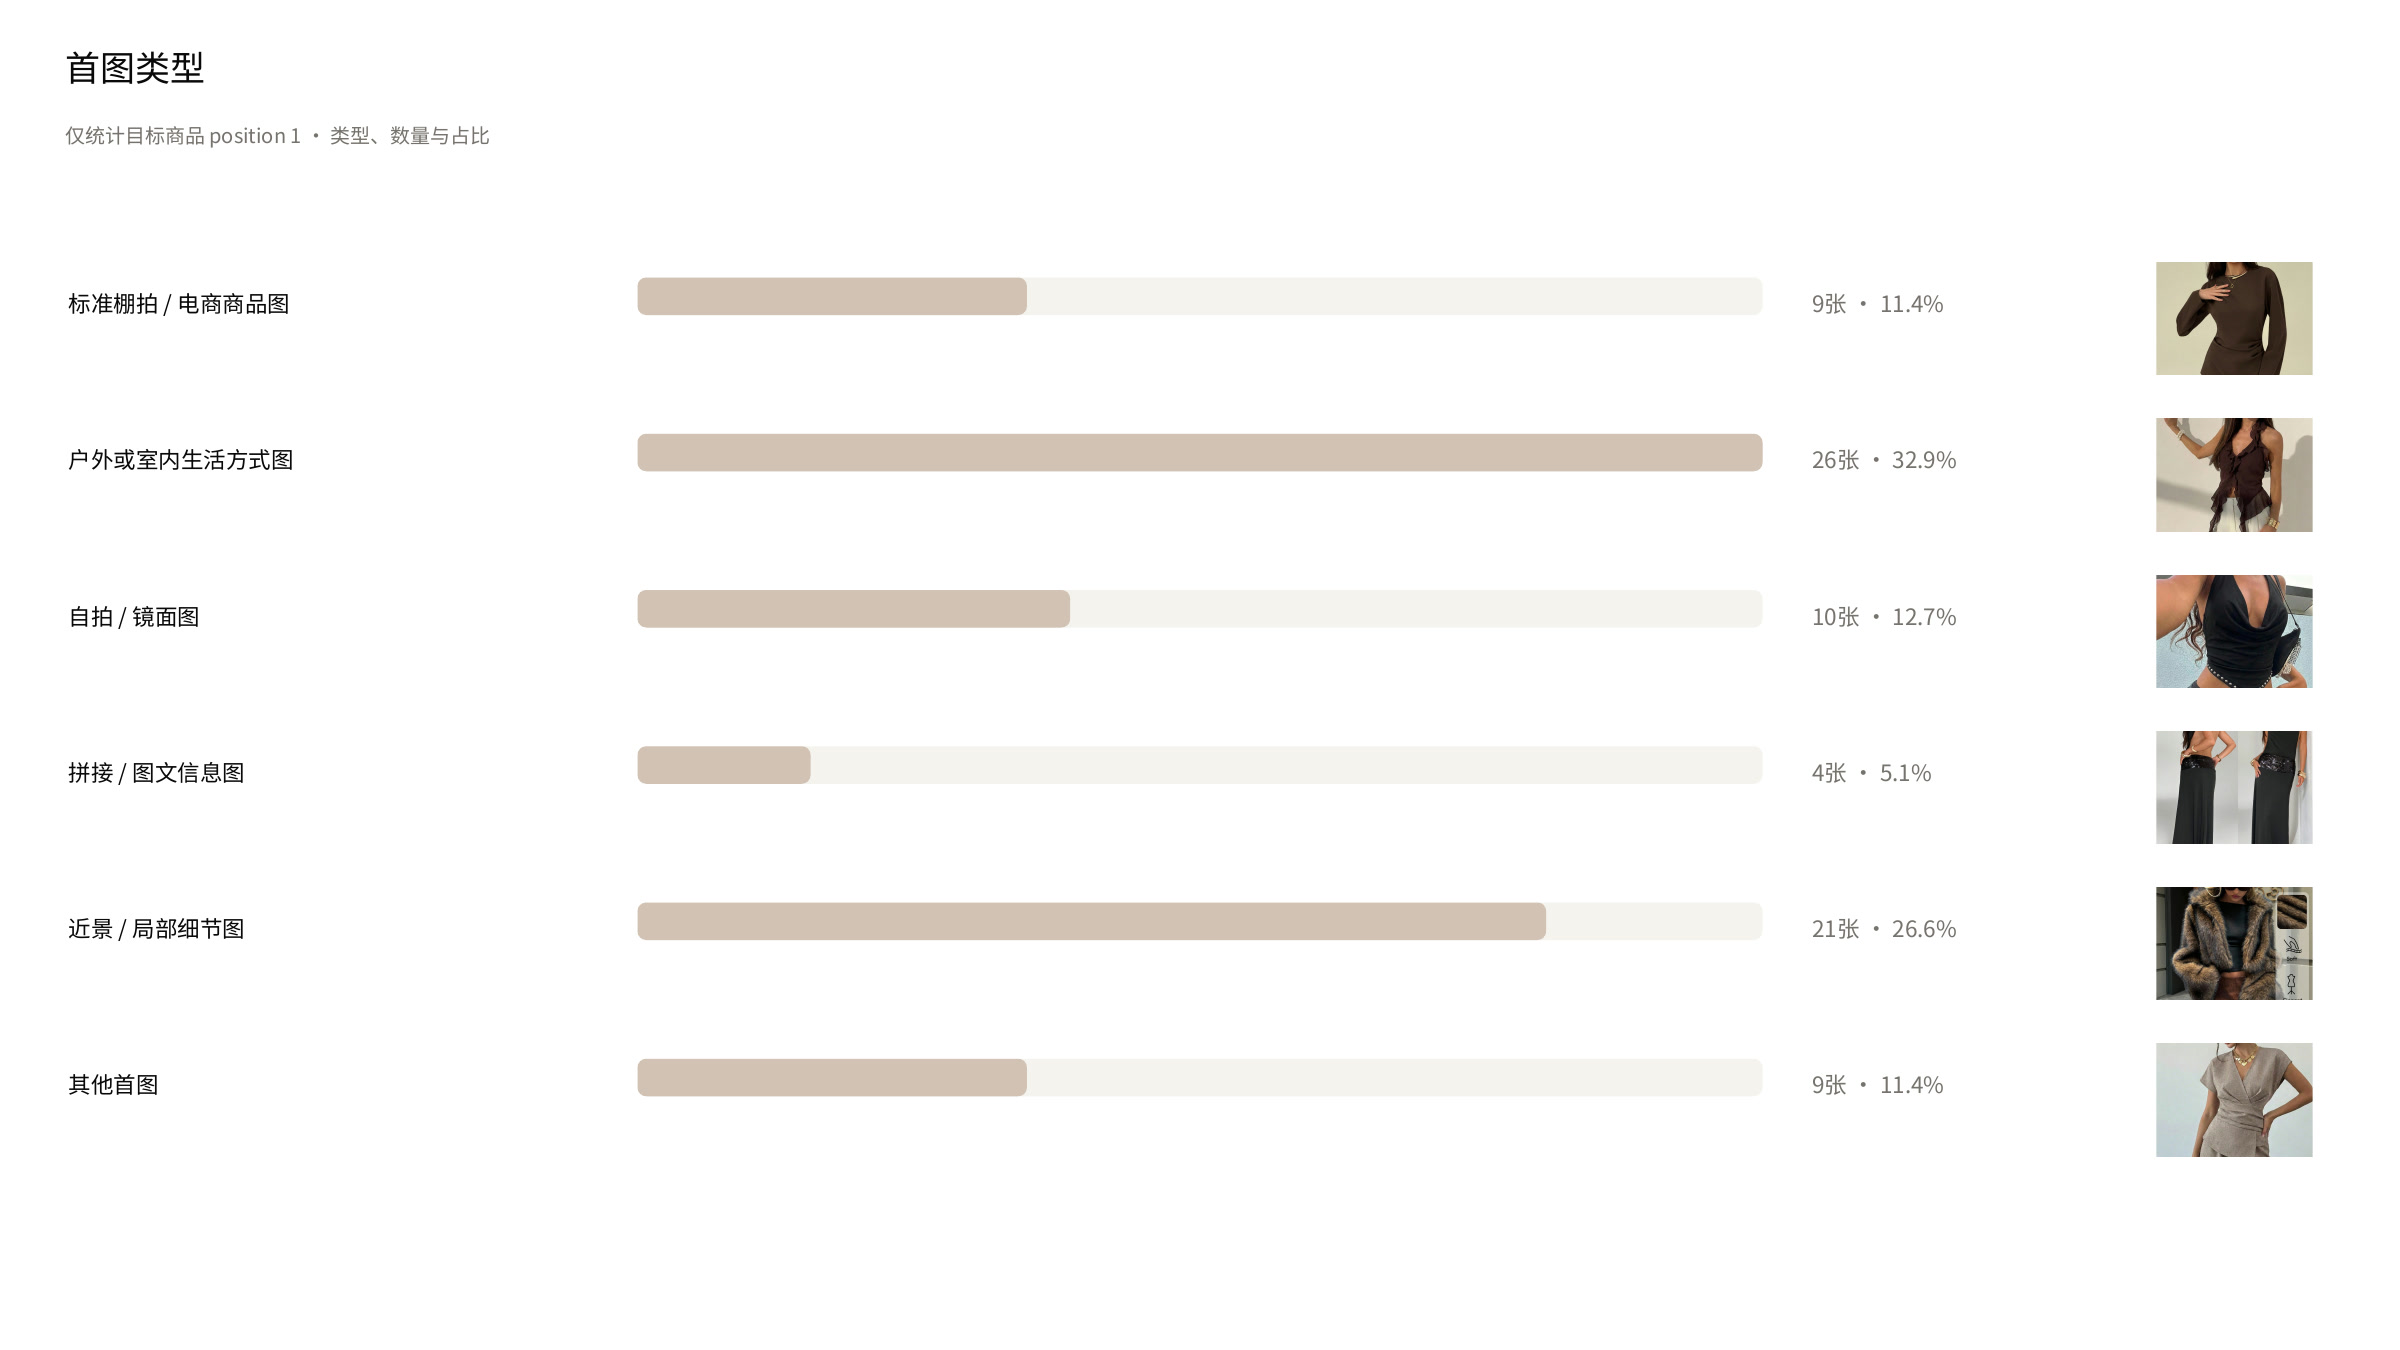 首图类型
仅统计目标商品 position 1 • 类型、数量与占比
标准棚拍 / 电商商品图
9张 • 11.4%
户外或室内生活方式图
26张 • 32.9%
自拍 / 镜面图
10张 • 12.7%
拼接 / 图文信息图
4张 • 5.1%
近景 / 局部细节图
21张 • 26.6%
其他首图
9张 • 11.4%